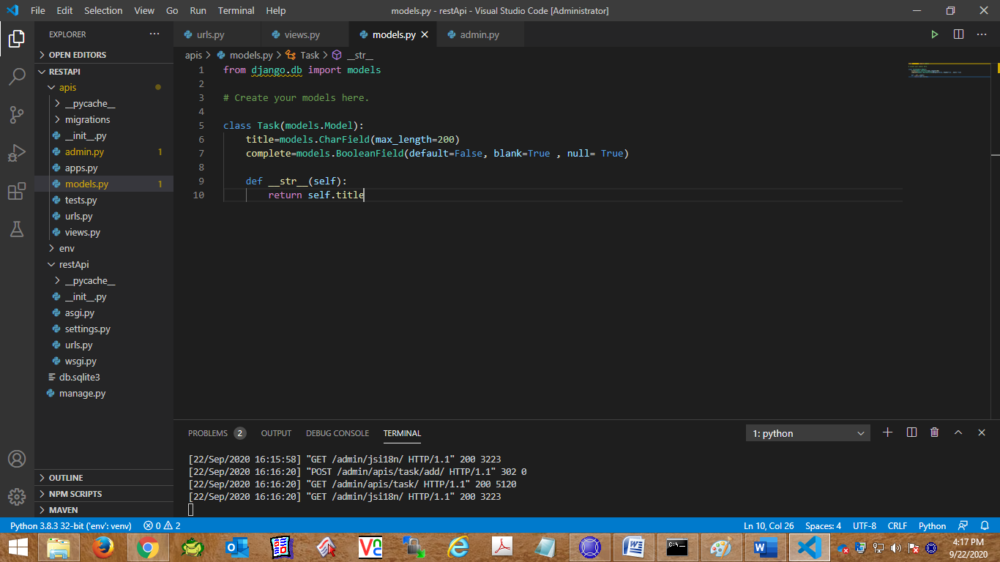 File Edit Selection View Go Run Terminal Help models.py - restApi - Visual Studio Code [Administrator]
EXPLORER ···
OPEN EDITORS
RESTAPI
apis
__pycache__
migrations
__init__.py
admin.py 1
apps.py
models.py 1
tests.py
urls.py
views.py
env
restApi
__pycache__
__init__.py
asgi.py
settings.py
urls.py
wsgi.py
db.sqlite3
manage.py
OUTLINE
NPM SCRIPTS
MAVEN
urls.py views.py models.py admin.py
apis > models.py > Task > __str__
1 from django.db import models
2
3 # Create your models here.
4
5 class Task(models.Model):
6 title=models.CharField(max_length=200)
7 complete=models.BooleanField(default=False, blank=True , null= True)
8
9 def __str__(self):
10 return self.title
PROBLEMS 2 OUTPUT DEBUG CONSOLE TERMINAL 1: python
[22/Sep/2020 16:15:58] "GET /admin/jsi18n/ HTTP/1.1" 200 3223
[22/Sep/2020 16:16:20] "POST /admin/apis/task/add/ HTTP/1.1" 302 0
[22/Sep/2020 16:16:20] "GET /admin/apis/task/ HTTP/1.1" 200 5120
[22/Sep/2020 16:16:20] "GET /admin/jsi18n/ HTTP/1.1" 200 3223
Python 3.8.3 32-bit ('env': venv) 0 2 Ln 10, Col 26 Spaces: 4 UTF-8 CRLF Python
4:17 PM
9/22/2020